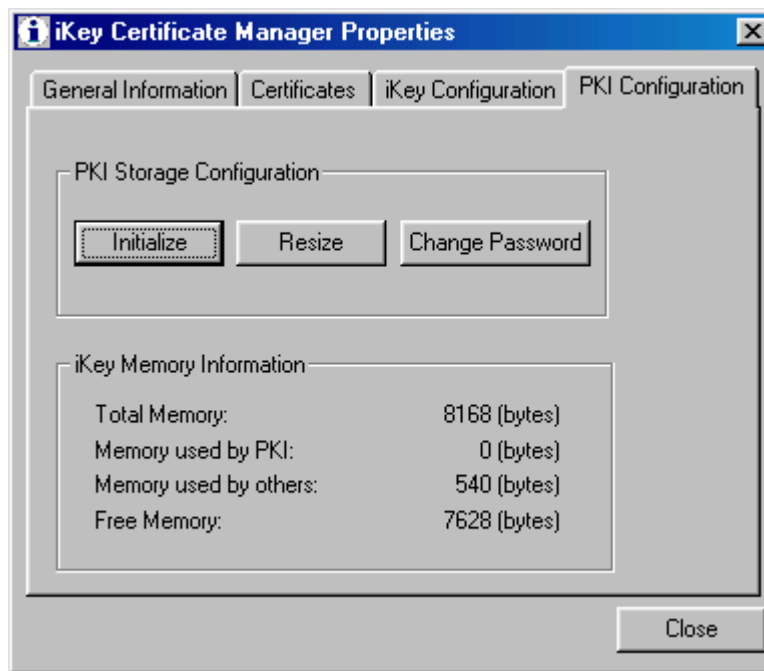 iKey Certificate Manager Properties
General Information Certificates iKey Configuration PKI Configuration
PKI Storage Configuration
Initialize Resize Change Password
iKey Memory Information
Total Memory: 8168 (bytes)
Memory used by PKI: 0 (bytes)
Memory used by others: 540 (bytes)
Free Memory: 7628 (bytes)
Close